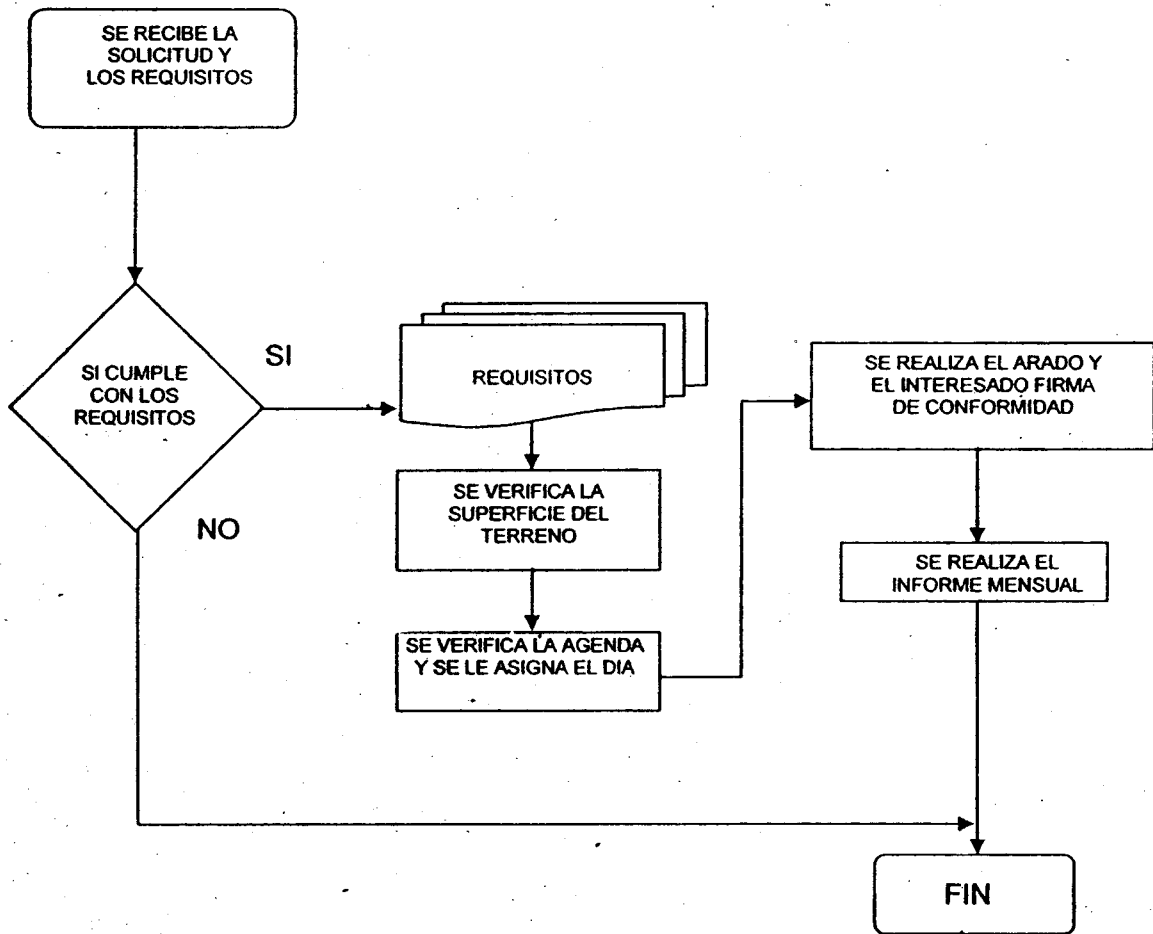 SE RECIBE LA
SOLICITUD Y
LOS REQUISITOS
SI CUMPLE
CON LOS
REQUISITOS
SI
NO
REQUISITOS
SE VERIFICA LA
SUPERFICIE DEL
TERRENO
SE VERIFICA LA AGENDA
Y SE LE ASIGNA EL DIA
SE REALIZA EL ARADO Y
EL INTERESADO FIRMA
DE CONFORMIDAD
SE REALIZA EL
INFORME MENSUAL
FIN